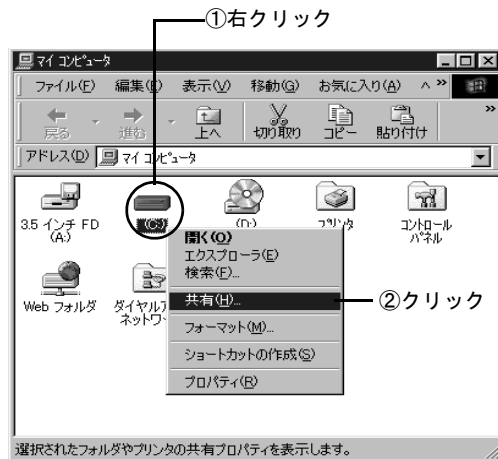 ①右クリック
マイ コンピュータ
ファイル(F) 編集(E) 表示(V) 移動(G) お気に入り(A) ヘ »
戻る 進む 上へ 切り取り コピー 貼り付け »
アドレス(D) マイ コンピュータ
3.5 インチ FD (A:)
(C:)
(D:)
プリンタ
コントロール パネル
Web フォルダ
ダイヤルア
ネットワー
開く(O)
エクスプローラ(E)
検索(F)...
共有(H)...
②クリック
フォーマット(M)...
ショートカットの作成(S)
プロパティ(R)
選択されたフォルダやプリンタの共有プロパティを表示します。